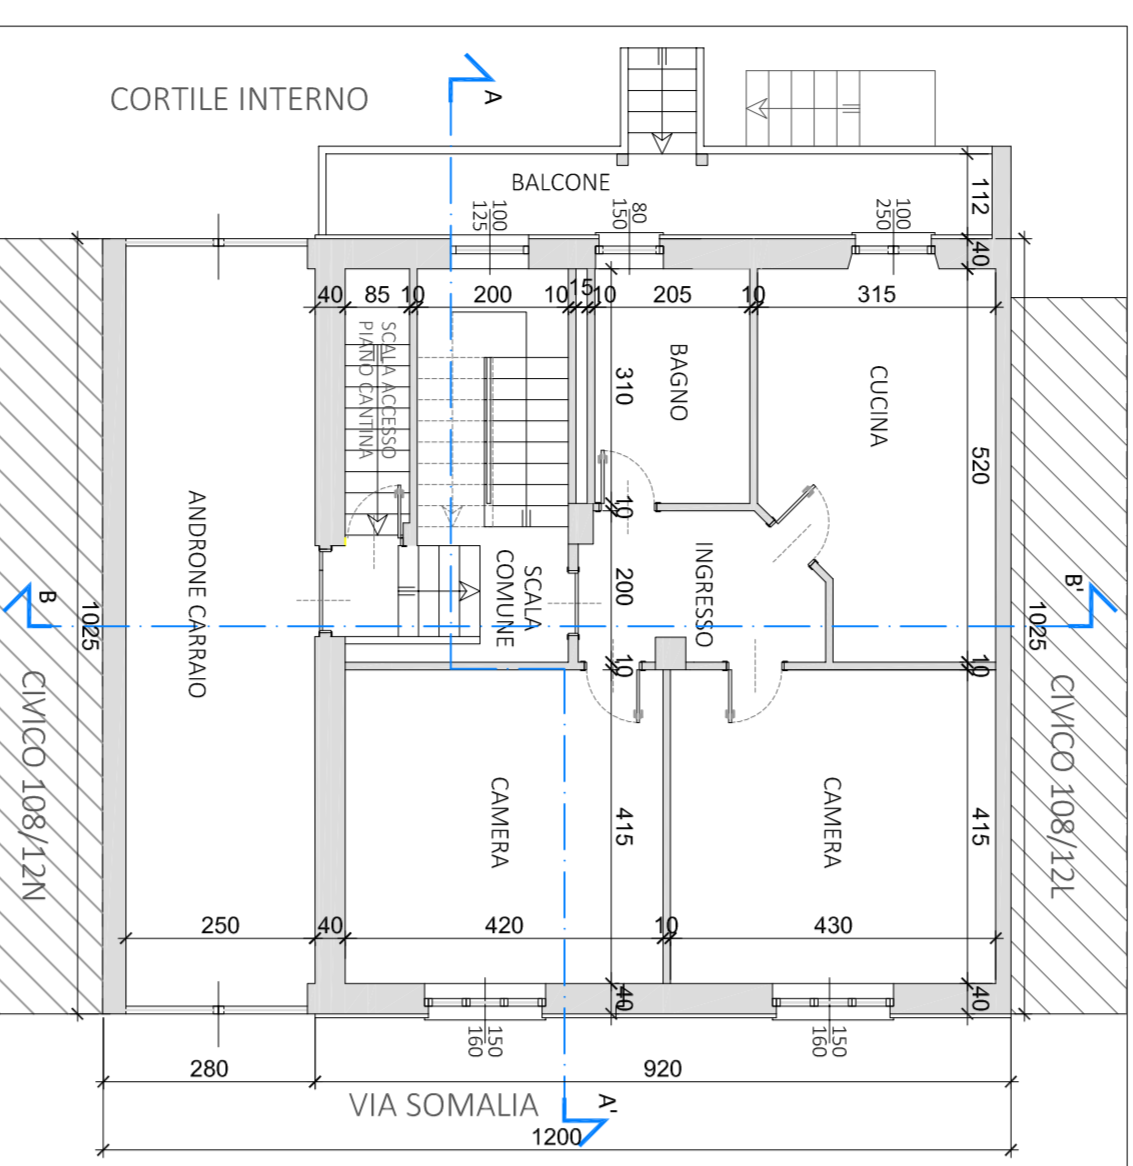 CORTILE INTERNO
A
BALCONE
112
100
125
80
150
100
250
40
40
85
10
200
10
15
10
205
10
315
SCALA ACCESSO
PIANO CANTINA
310
BAGNO
CUCINA
520
10
ANDRONE CARRAIO
SCALA
COMUNE
200
INGRESSO
B
B'
1025
1025
10
10
CIVICO 108/12N
CIVICO 108/12L
CAMERA
415
CAMERA
415
250
40
420
10
430
40
40
150
160
150
160
280
920
VIA SOMALIA
A'
1200